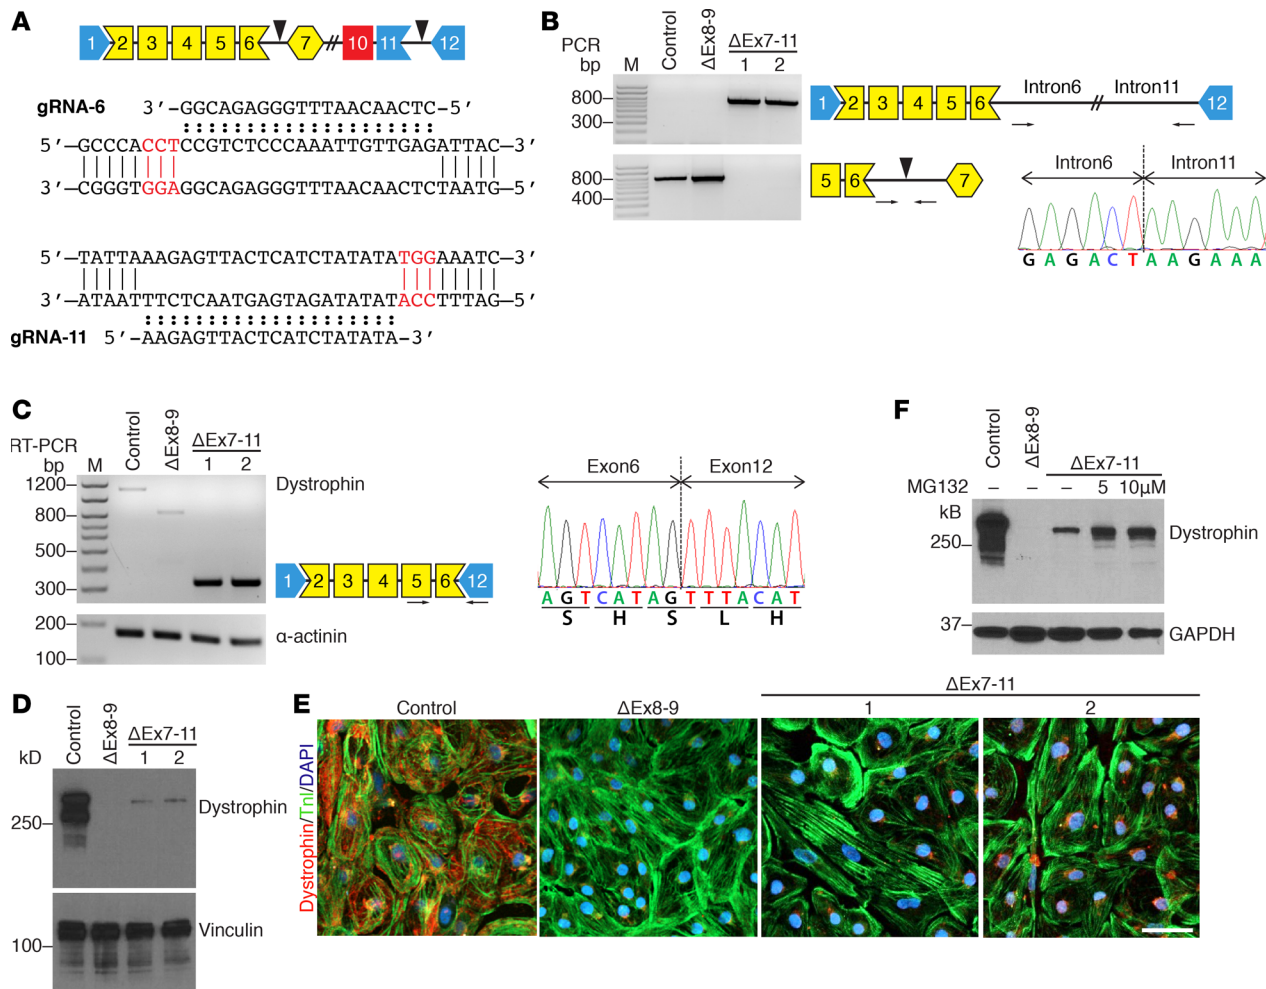 A
1 2 3 4 5 6 7 10 11 12
gRNA-6 3′-GGCAGAGGGTTTAACAACTC-5′
5′-GCCCACCTCCGTCTCCCAAATTGTTGAGATTAC-3′
3′-CGGGTGGAGGCAGAGGGTTTAACAACTCTAATG-5′
5′-TATTAAAGAGTTACTCATCTATATATGGAAATC-3′
3′-ATAATTTCTCAATGAGTAGATATATACCTTTAG-5′
gRNA-11 5′-AAGAGTTACTCATCTATATA-3′
B
PCR
bp M Control ΔEx8-9 ΔEx7-11
1 2
800
300
800
400
1 2 3 4 5 6 Intron6 Intron11 12
5 6 7
Intron6 Intron11
G A G A C T A A G A A A
C
RT-PCR
bp M Control ΔEx8-9 ΔEx7-11
1 2
1200
800
500
300
Dystrophin
200
100
α-actinin
1 2 3 4 5 6 12
Exon6 Exon12
A G T C A T A G T T T A C A T
S H S L H
D
kD Control ΔEx8-9 ΔEx7-11
1 2
250
Dystrophin
100
Vinculin
E
Control ΔEx8-9 ΔEx7-11
1 2
Dystrophin/TnI/DAPI
F
Control ΔEx8-9 ΔEx7-11
MG132 – – – 5 10μM
kB
250
Dystrophin
37
GAPDH